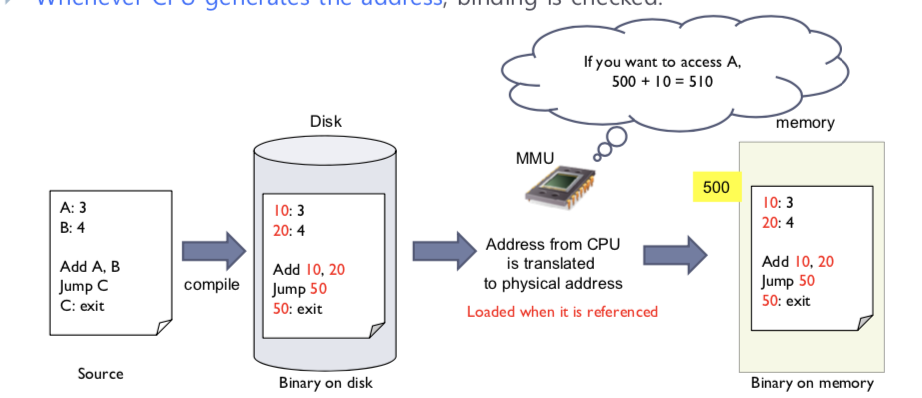 Whenever CPU generates the address, binding is checked.
If you want to access A,
500 + 10 = 510
Disk
memory
MMU
500
A: 3
B: 4
Add A, B
Jump C
C: exit
compile
10: 3
20: 4
Add 10, 20
Jump 50
50: exit
Address from CPU
is translated
to physical address
Loaded when it is referenced
10: 3
20: 4
Add 10, 20
Jump 50
50: exit
Source
Binary on disk
Binary on memory